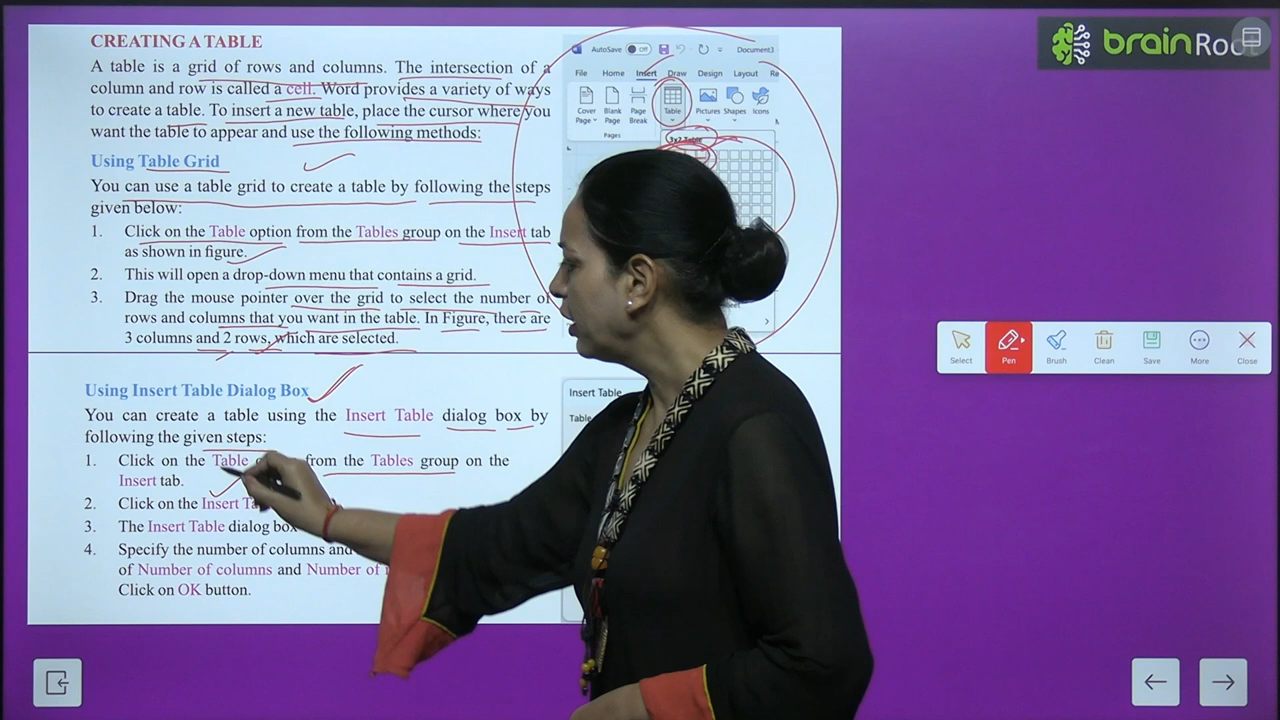 CREATING A TABLE
A table is a grid of rows and columns. The intersection of a
column and row is called a cell. Word provides a variety of ways
to create a table. To insert a new table, place the cursor where you
want the table to appear and use the following methods:
Using Table Grid
You can use a table grid to create a table by following the steps
given below:
1. Click on the Table option from the Tables group on the Insert tab
as shown in figure.
2. This will open a drop-down menu that contains a grid.
3. Drag the mouse pointer over the grid to select the number of
rows and columns that you want in the table. In Figure, there are
3 columns and 2 rows, which are selected.
Using Insert Table Dialog Box
You can create a table using the Insert Table dialog box by
following the given steps:
1. Click on the Table from the Tables group on the
Insert tab.
2. Click on the Insert
3. The Insert Table dialog box
4. Specify the number of columns and
of Number of columns and Number of
Click on OK button.
AutoSave Off Document3
File Home Insert Draw Design Layout Re
Cover Page Blank Page Page Break Table Pictures Shapes Icons
Pages
3x2 Table
Insert Table
Table
brainRoot
Select Pen Brush Clean Save More Close